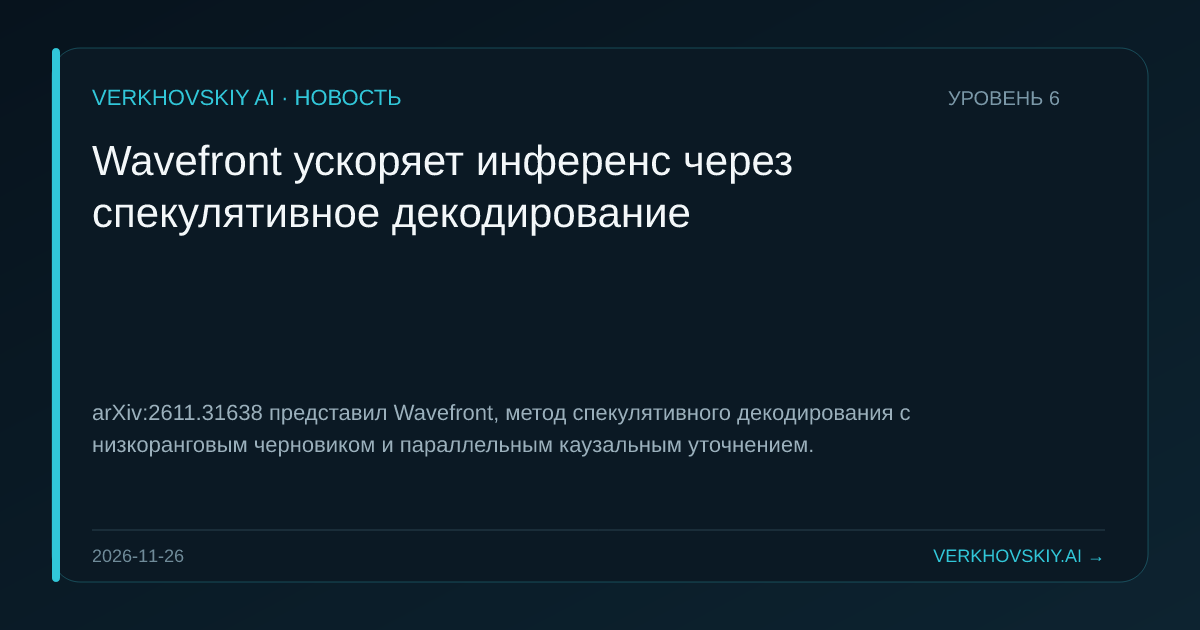 VERKHOVSKIY AI · НОВОСТЬ
УРОВЕНЬ 6
Wavefront ускоряет инференс через
спекулятивное декодирование
arXiv:2611.31638 представил Wavefront, метод спекулятивного декодирования с
низкоранговым черновиком и параллельным каузальным уточнением.
2026-11-26
VERKHOVSKIY.AI →